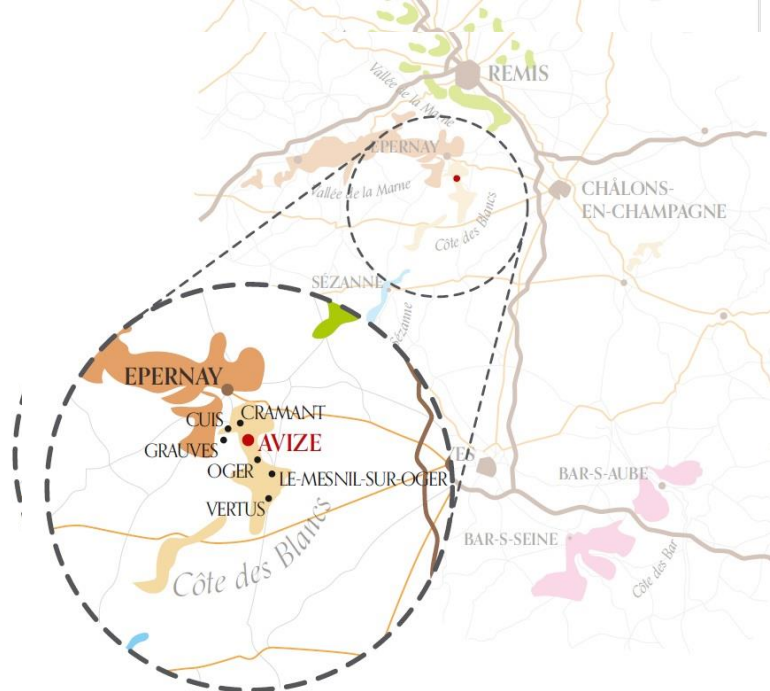 REMIS
Vallée de la Marne
EPERNAY
Vallée de la Marne
CHÂLONS-
EN-CHAMPAGNE
Côte des Blancs
SÉZANNE
Sézanne
EPERNAY
CUIS
CRAMANT
GRAUVES
AVIZE
OGER
LE-MESNIL-SUR-OGER
VERTUS
Côte des Blancs
YES
BAR-S-AUBE
BAR-S-SEINE
Côte des Bar